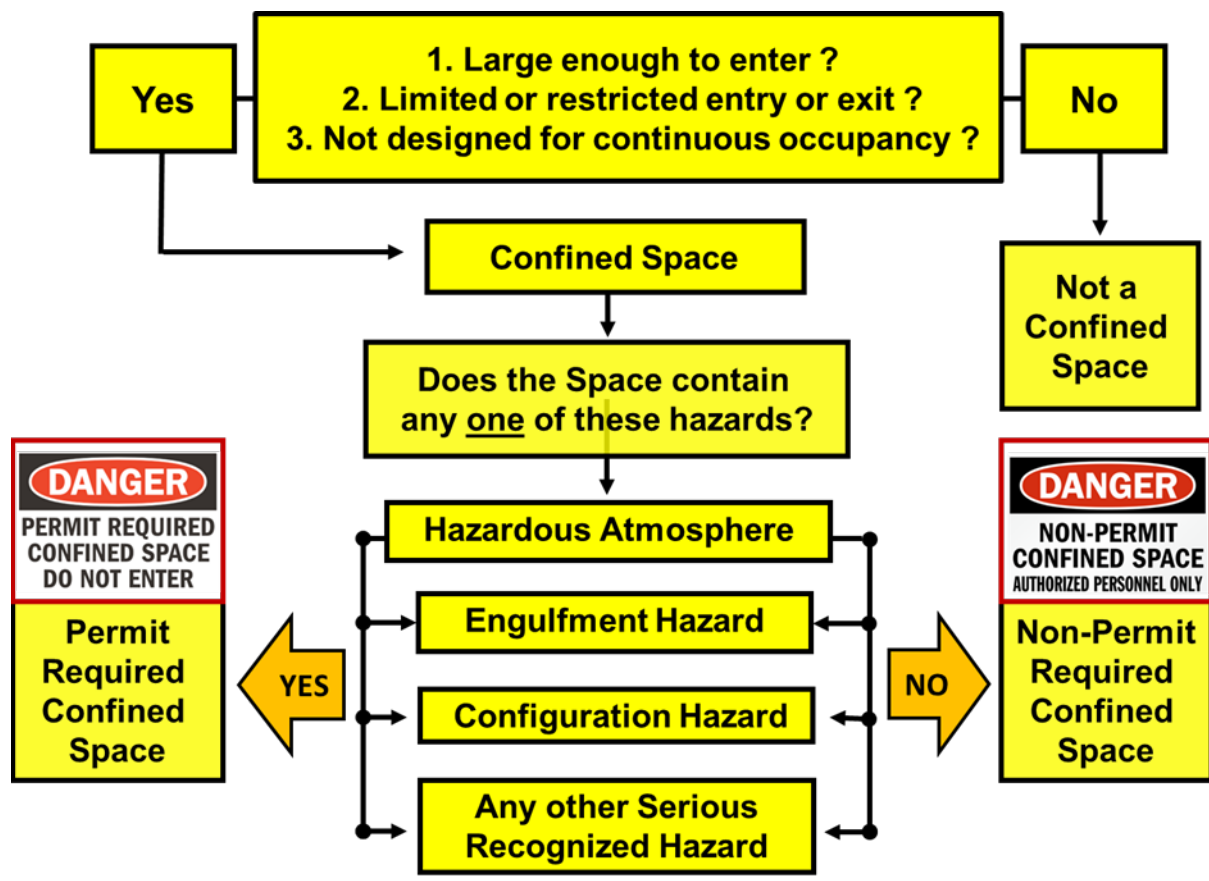 1. Large enough to enter ?
2. Limited or restricted entry or exit ?
3. Not designed for continuous occupancy ?
Yes
No
Confined Space
Not a
Confined
Space
Does the Space contain
any one of these hazards?
Hazardous Atmosphere
Engulfment Hazard
Configuration Hazard
Any other Serious
Recognized Hazard
YES
NO
DANGER
PERMIT REQUIRED
CONFINED SPACE
DO NOT ENTER
Permit
Required
Confined
Space
DANGER
NON-PERMIT
CONFINED SPACE
AUTHORIZED PERSONNEL ONLY
Non-Permit
Required
Confined
Space